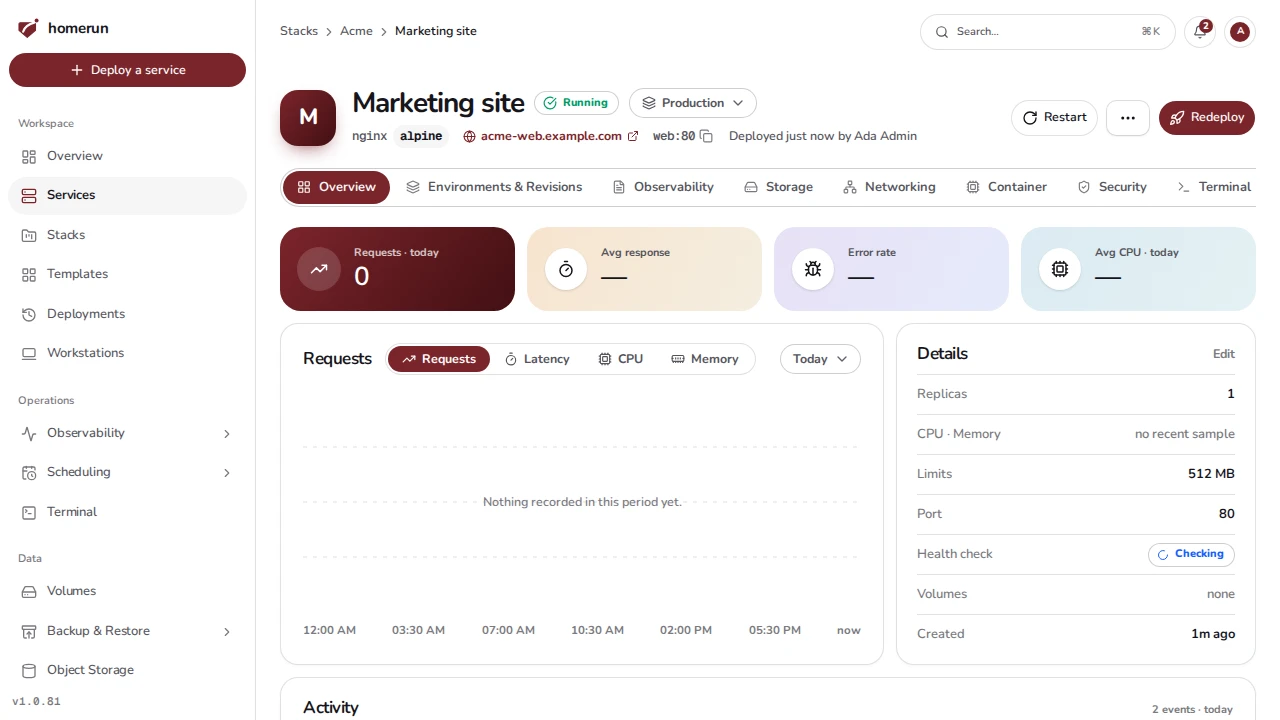 homerun
Deploy a service
Workspace
Overview
Services
Stacks
Templates
Deployments
Workstations
Operations
Observability
Scheduling
Terminal
Data
Volumes
Backup & Restore
Object Storage
v1.0.81
Stacks > Acme > Marketing site
Search... ⌘K
2
A
M
Marketing site
Running
Production
nginx alpine
acme-web.example.com
web:80
Deployed just now by Ada Admin
Restart
Redeploy
Overview
Environments & Revisions
Observability
Storage
Networking
Container
Security
Terminal
Requests · today
0
Avg response
—
Error rate
—
Avg CPU · today
—
Requests
Requests
Latency
CPU
Memory
Today
Nothing recorded in this period yet.
12:00 AM 03:30 AM 07:00 AM 10:30 AM 02:00 PM 05:30 PM now
Details
Edit
Replicas 1
CPU · Memory no recent sample
Limits 512 MB
Port 80
Health check Checking
Volumes none
Created 1m ago
Activity
2 events · today